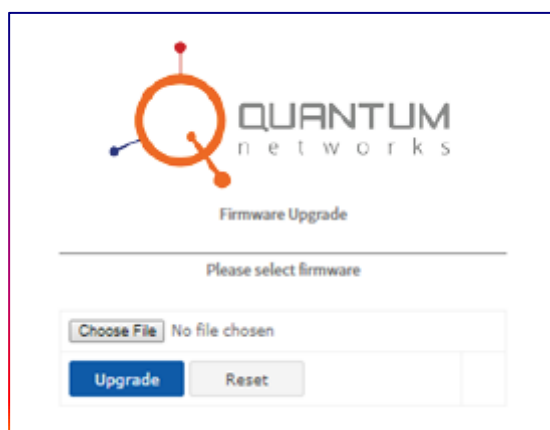 QUANTUM
networks
Firmware Upgrade
Please select firmware
Choose File No file chosen
Upgrade Reset